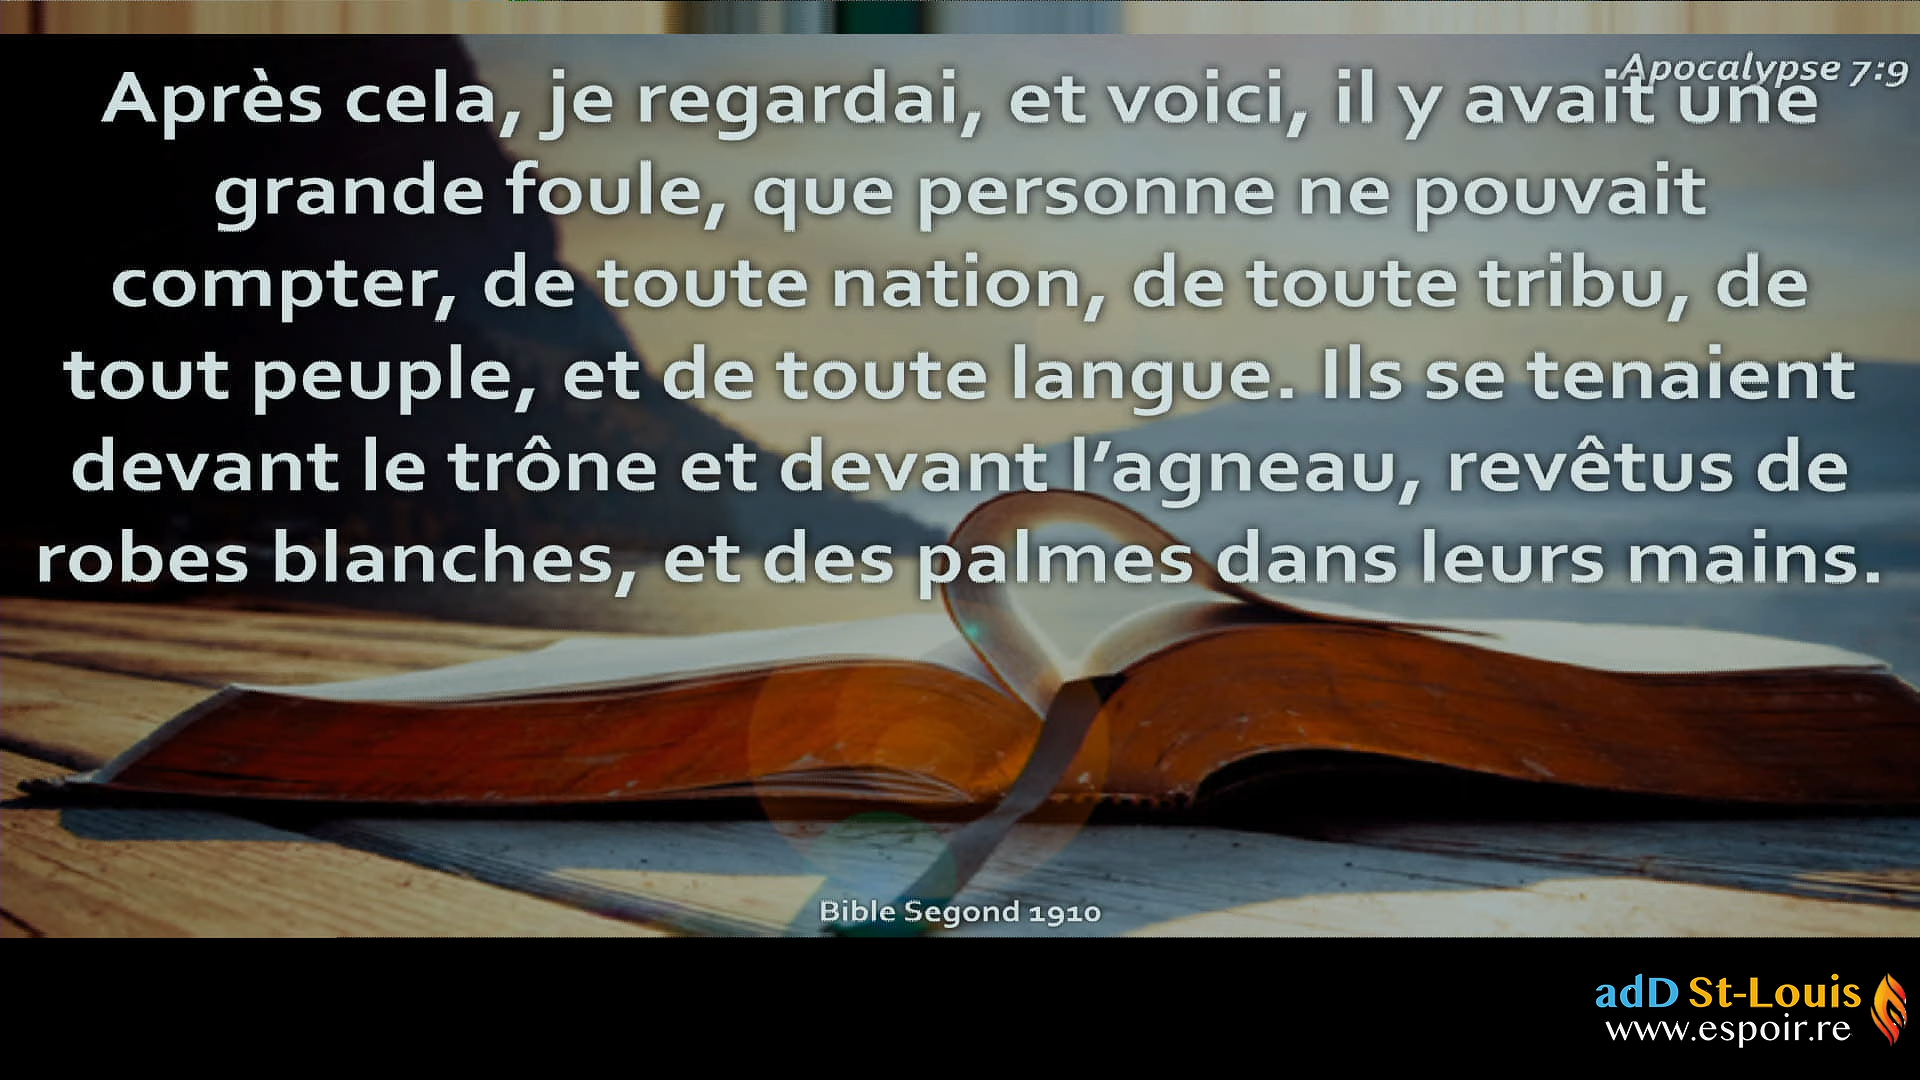 Apocalypse 7:9
Après cela, je regardai, et voici, il y avait une
grande foule, que personne ne pouvait
compter, de toute nation, de toute tribu, de
tout peuple, et de toute langue. Ils se tenaient
devant le trône et devant l’agneau, revêtus de
robes blanches, et des palmes dans leurs mains.
Bible Segond 1910
adD St-Louis
www.espoir.re